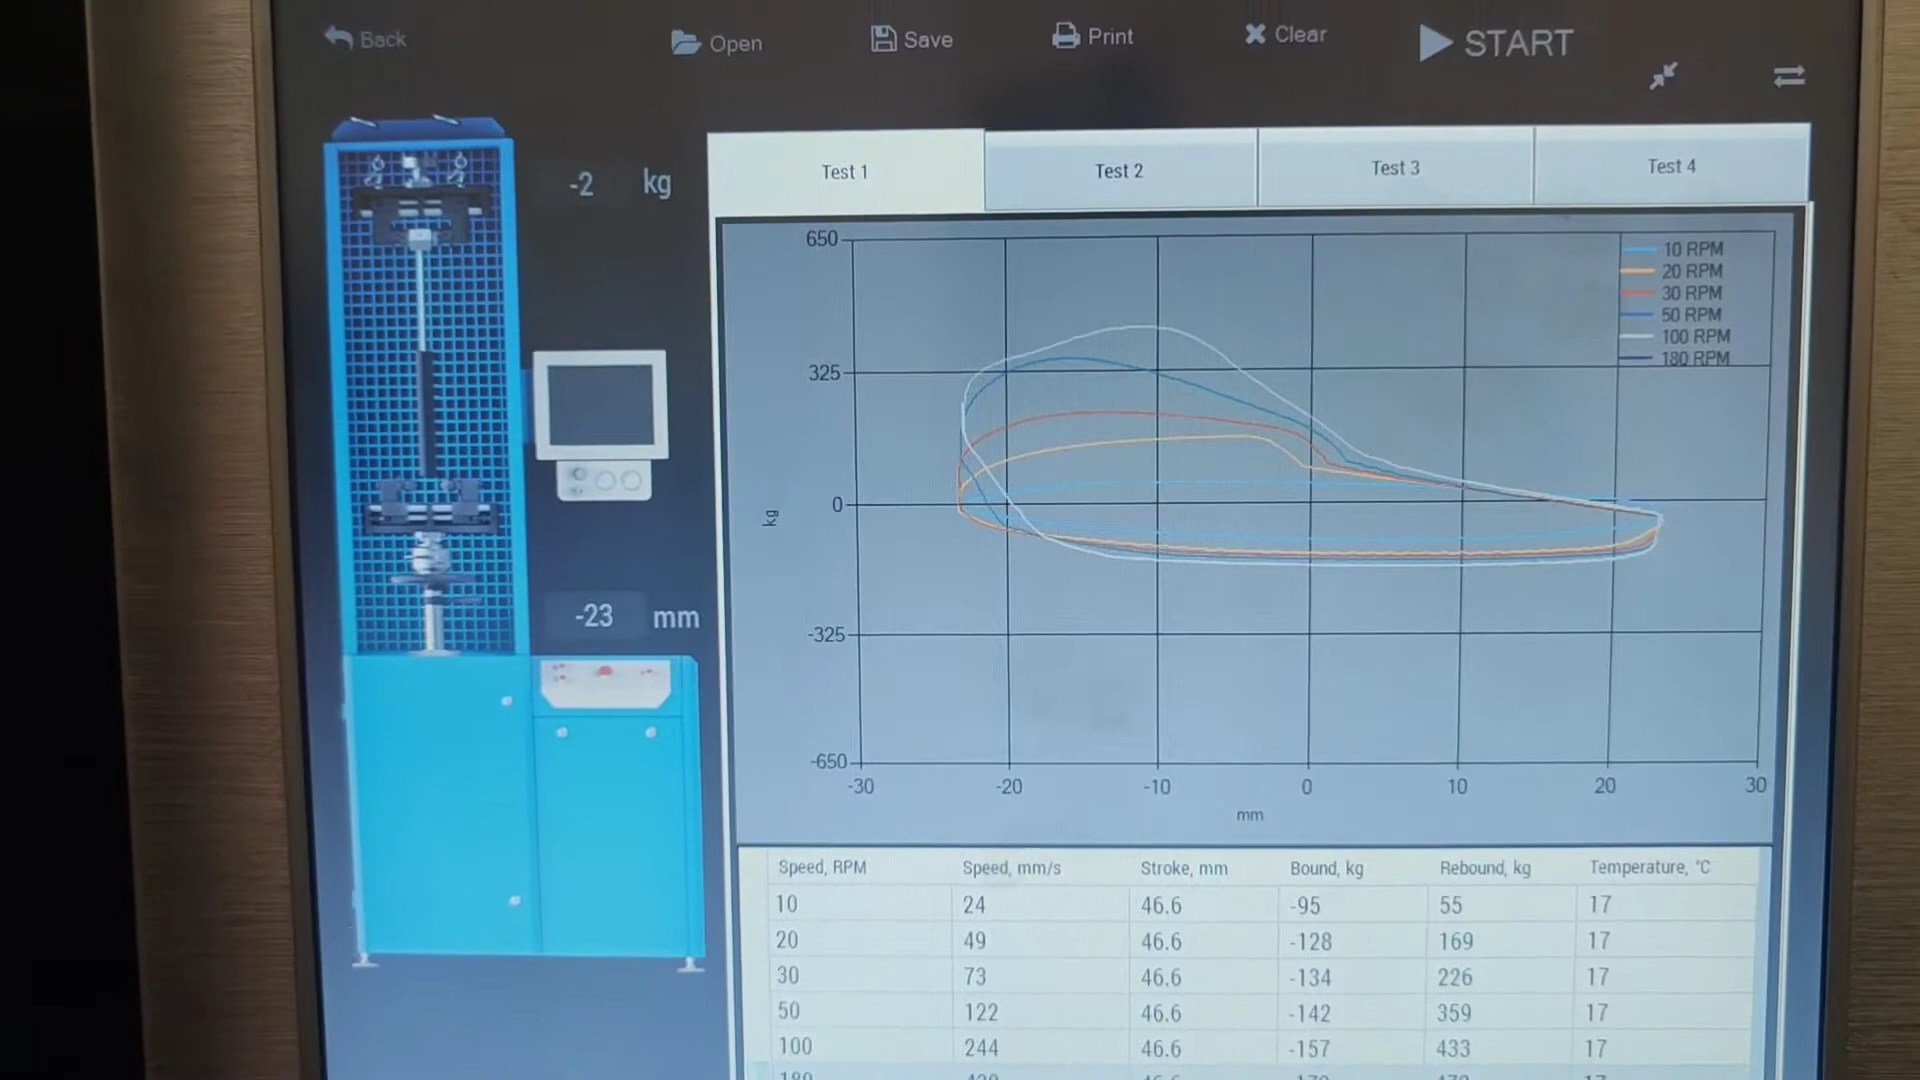 Back
Open
Save
Print
Clear
START
-2 kg
-23 mm
Test 1
Test 2
Test 3
Test 4
650
325
0
-325
-650
kg
-30
-20
-10
0
10
20
30
mm
10 RPM
20 RPM
30 RPM
50 RPM
100 RPM
180 RPM
Speed, RPM Speed, mm/s Stroke, mm Bound, kg Rebound, kg Temperature, °C
10 24 46.6 -95 55 17
20 49 46.6 -128 169 17
30 73 46.6 -134 226 17
50 122 46.6 -142 359 17
100 244 46.6 -157 433 17
180